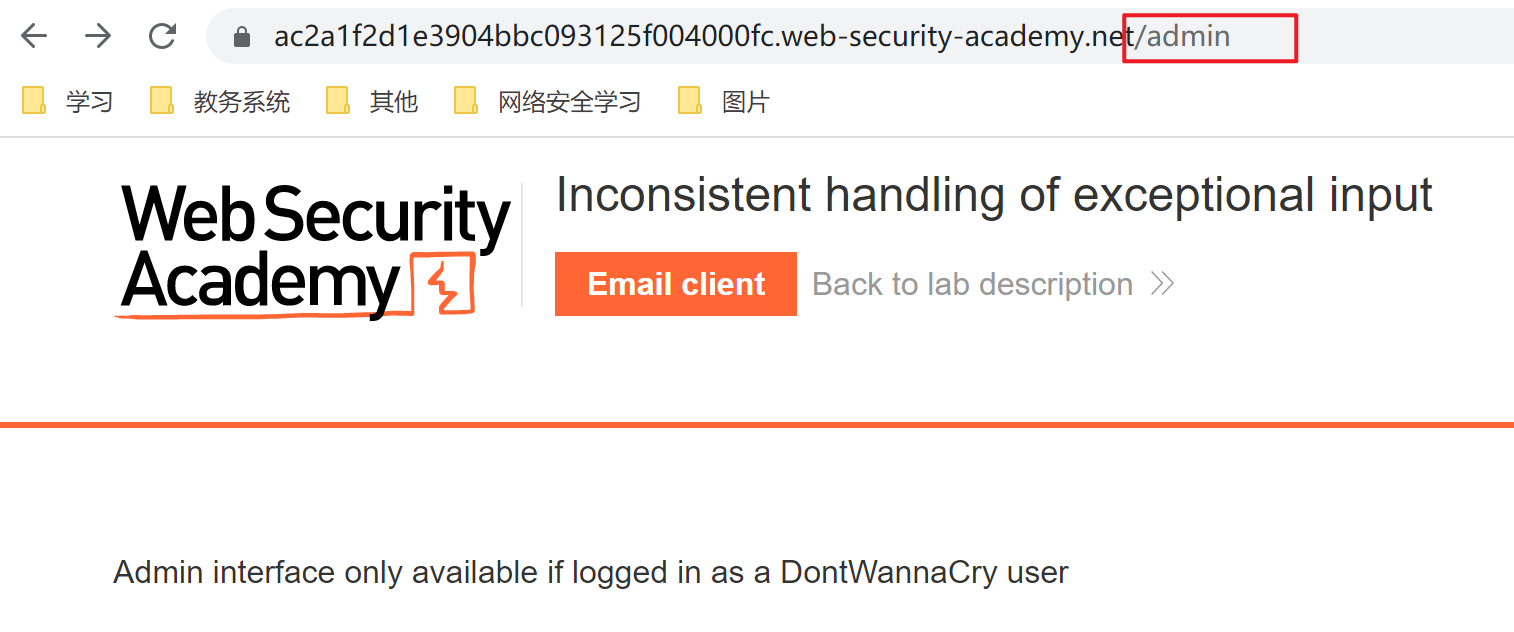 ac2a1f2d1e3904bbc093125f004000fc.web-security-academy.net/admin
学习 教务系统 其他 网络安全学习 图片
Web Security
Academy
Inconsistent handling of exceptional input
Email client Back to lab description
Admin interface only available if logged in as a DontWannaCry user